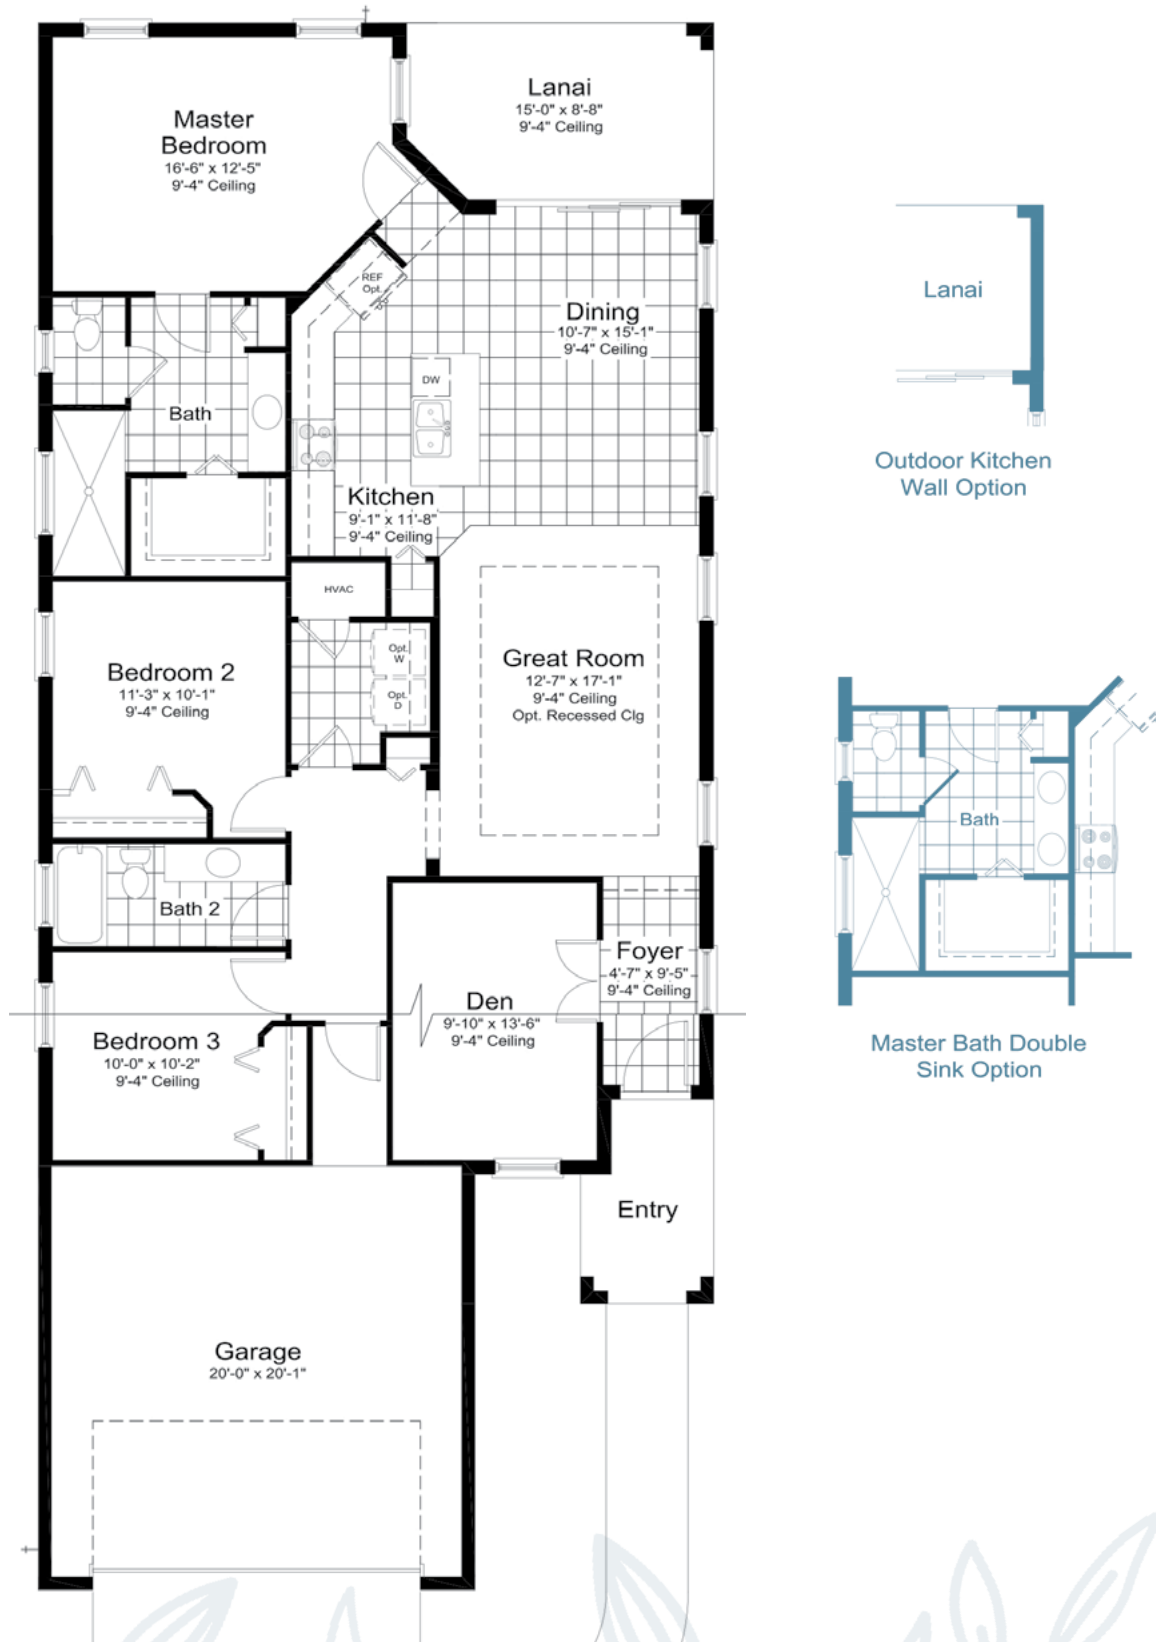 Lanai
15'-0" x 8'-8"
9'-4" Ceiling
Master
Bedroom
16'-6" x 12'-5"
9'-4" Ceiling
REF
Opt.
Dining
10'-7" x 15'-1"
9'-4" Ceiling
DW
Bath
Kitchen
9'-1" x 11'-8"
9'-4" Ceiling
HVAC
Opt.
W
Opt.
D
Great Room
12'-7" x 17'-1"
9'-4" Ceiling
Opt. Recessed Clg
Bedroom 2
11'-3" x 10'-1"
9'-4" Ceiling
Bath 2
Foyer
4'-7" x 9'-5"
9'-4" Ceiling
Den
9'-10" x 13'-6"
9'-4" Ceiling
Bedroom 3
10'-0" x 10'-2"
9'-4" Ceiling
Entry
Garage
20'-0" x 20'-1"
Lanai
Outdoor Kitchen
Wall Option
Bath
Master Bath Double
Sink Option